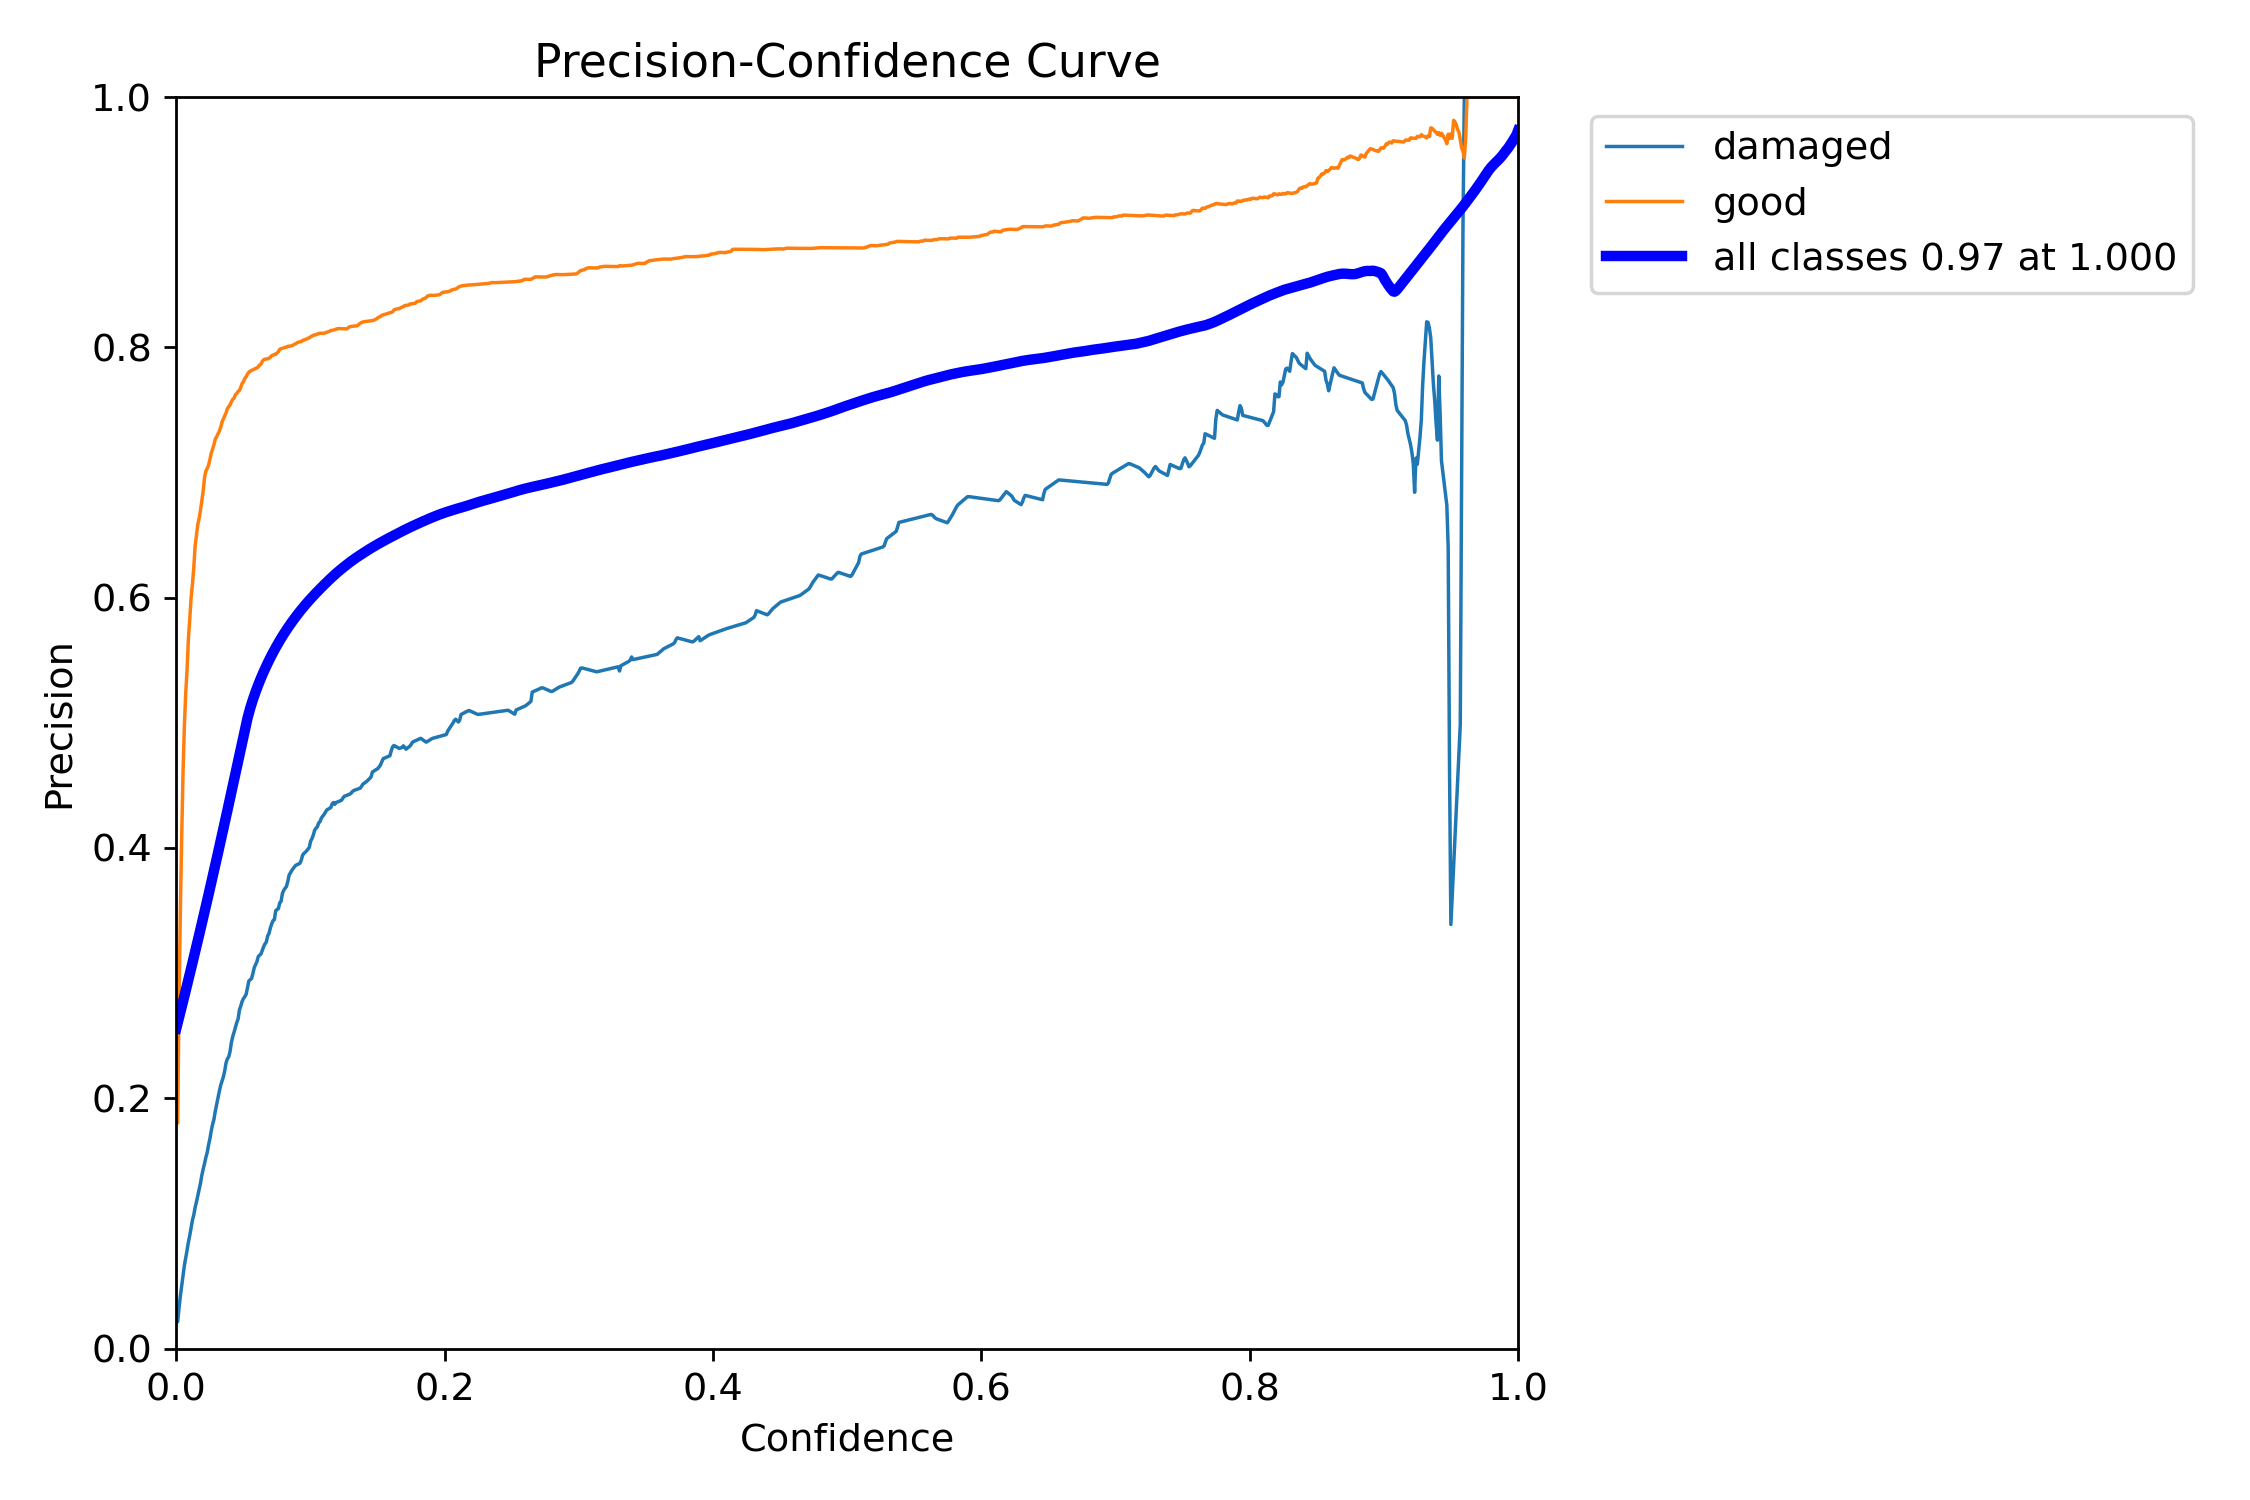 Precision-Confidence Curve
1.0
0.8
0.6
0.4
0.2
0.0
Precision
0.0 0.2 0.4 0.6 0.8 1.0
Confidence
damaged
good
all classes 0.97 at 1.000